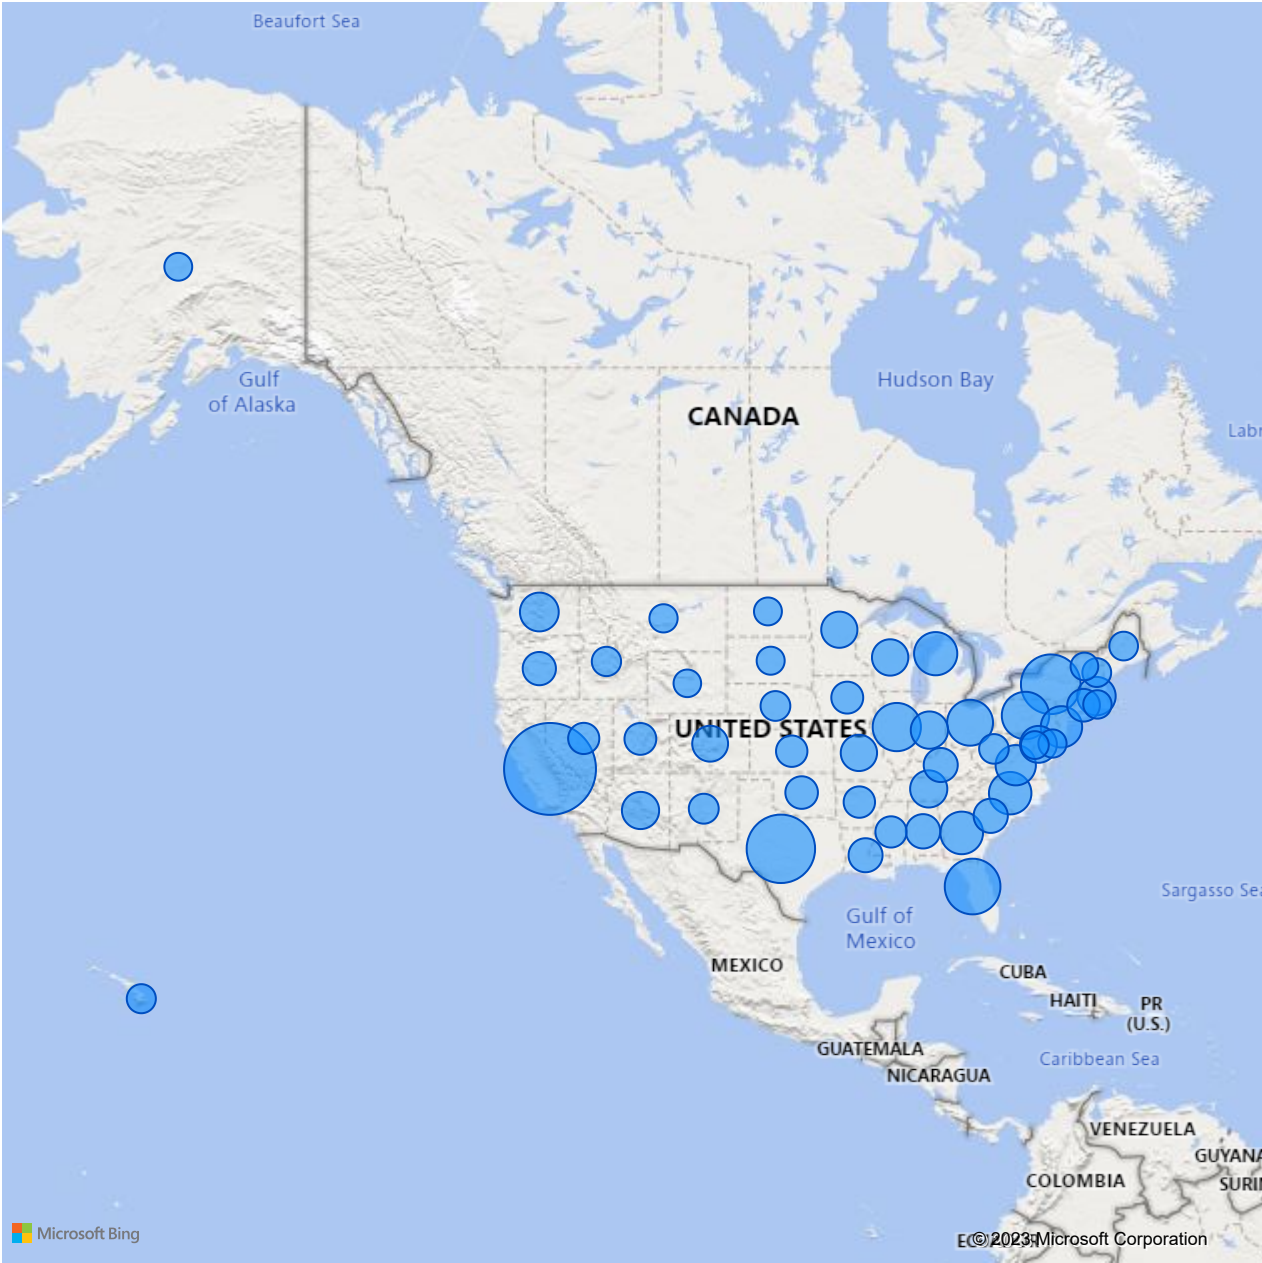 Beaufort Sea
Gulf
of Alaska
Hudson Bay
CANADA
Labr
UNITED STATES
Sargasso Sea
Gulf of
Mexico
MEXICO
CUBA
HAITI
PR
(U.S.)
GUATEMALA
Caribbean Sea
NICARAGUA
VENEZUELA
GUYANA
COLOMBIA
SURI
Microsoft Bing
© 2023 Microsoft Corporation